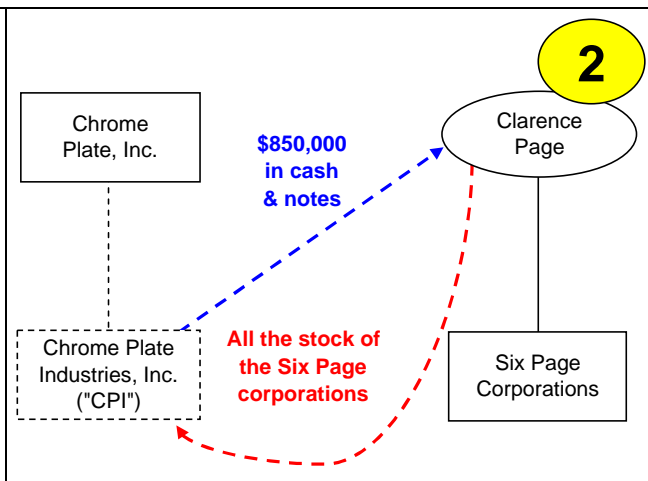 2
Chrome
Plate, Inc.
$850,000
in cash
& notes
Clarence
Page
Chrome Plate
Industries, Inc.
("CPI")
All the stock of
the Six Page
corporations
Six Page
Corporations